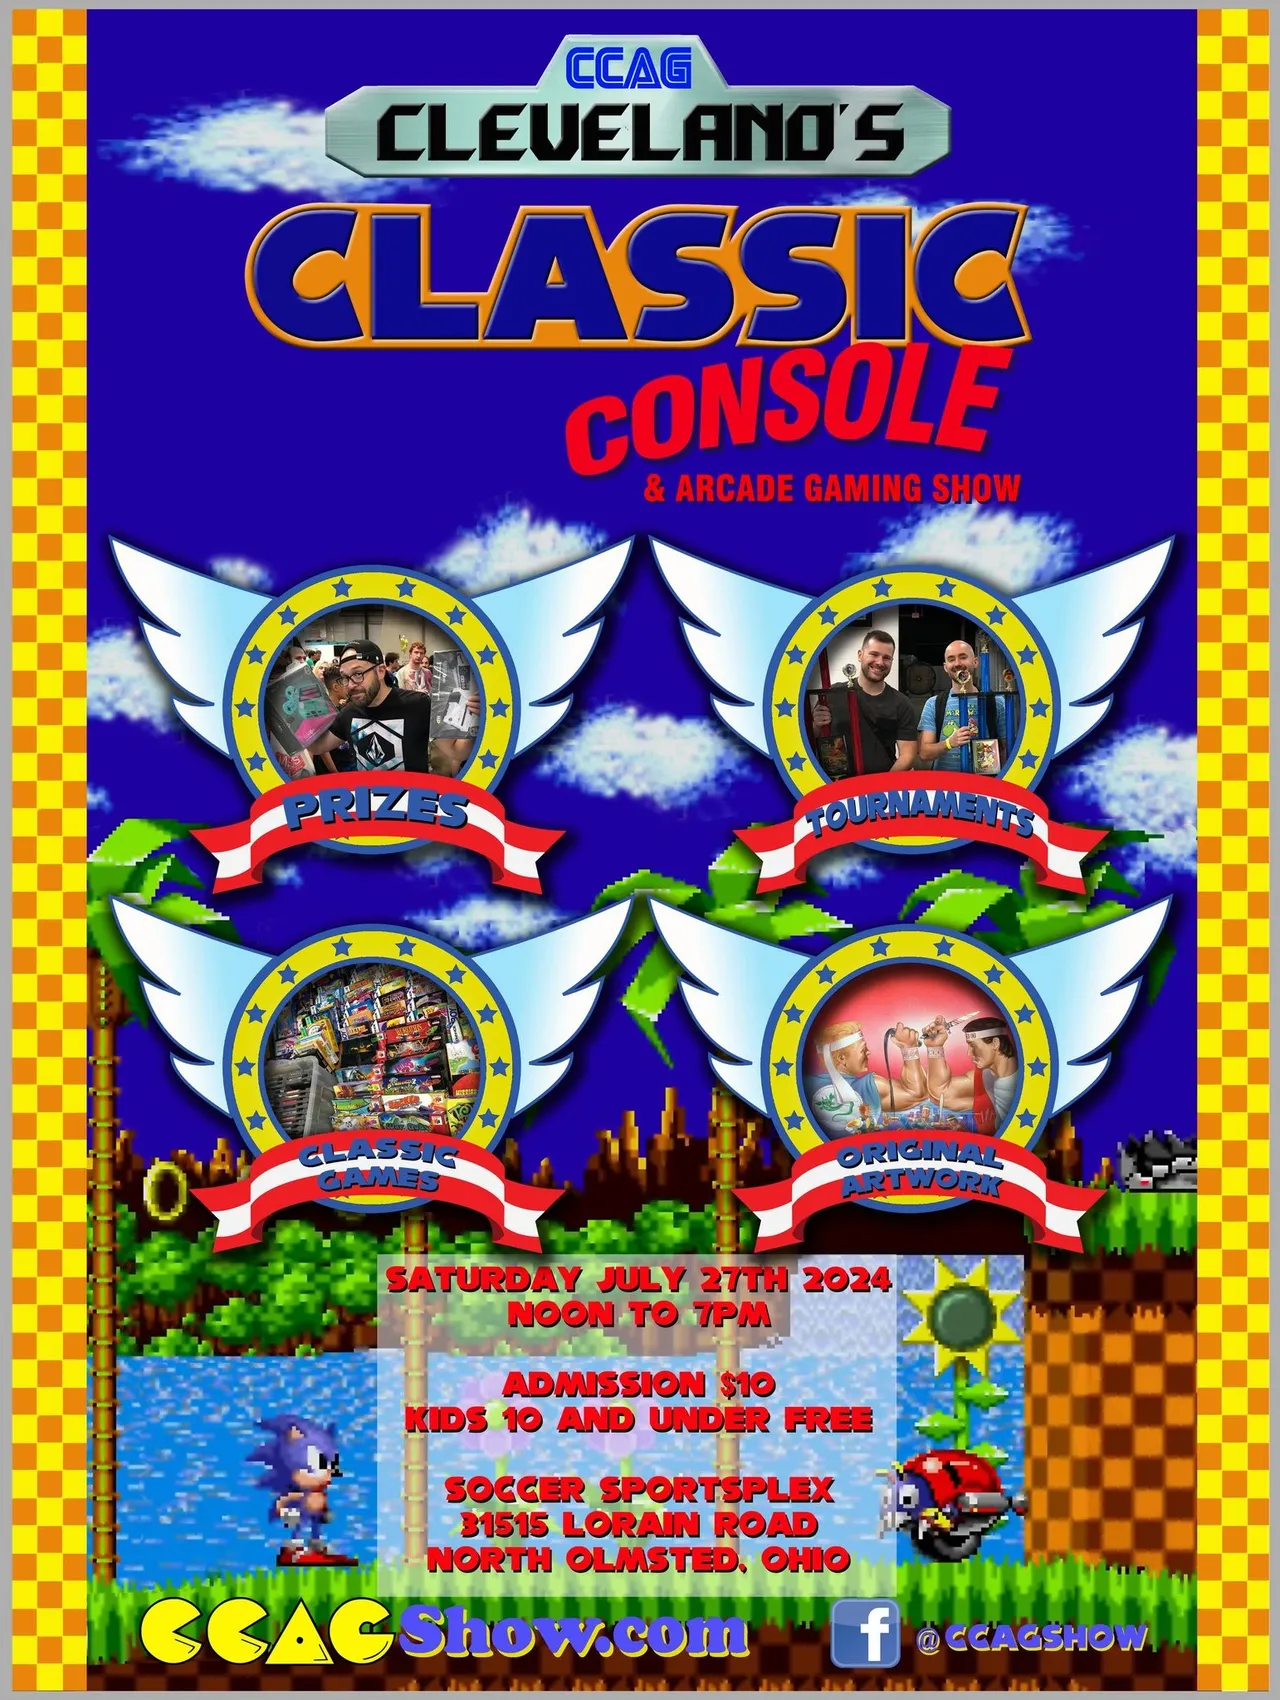 CCAG
CLEVELAND'S
CLASSIC
CONSOLE
& ARCADE GAMING SHOW
PRIZES
TOURNAMENTS
CLASSIC
GAMES
ORIGINAL
ARTWORK
SATURDAY JULY 27TH 2024
NOON TO 7PM
ADMISSION $10
KIDS 10 AND UNDER FREE
SOCCER SPORTSPLEX
31515 LORAIN ROAD
NORTH OLMSTED, OHIO
CCAGShow.com
f @CCAGSHOW